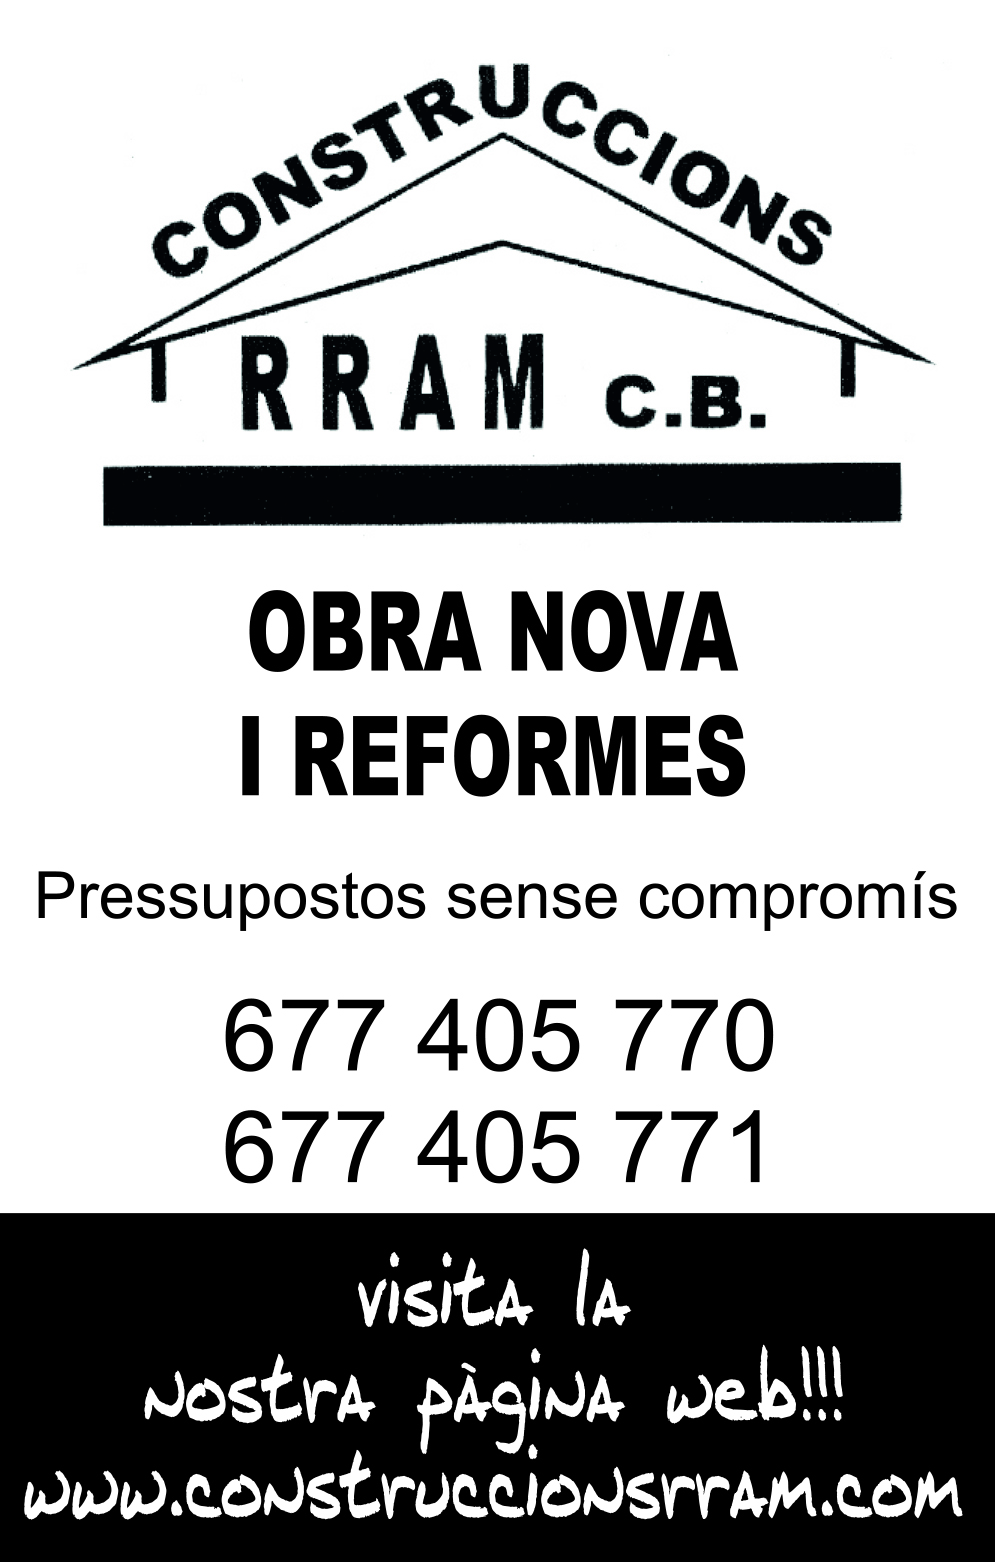 CONSTRUCCIONS
RRAM C.B.
OBRA NOVA
I REFORMES
Pressupostos sense compromís
677 405 770
677 405 771
visita la
nostra pàgina web!!!
www.construccionsrram.com